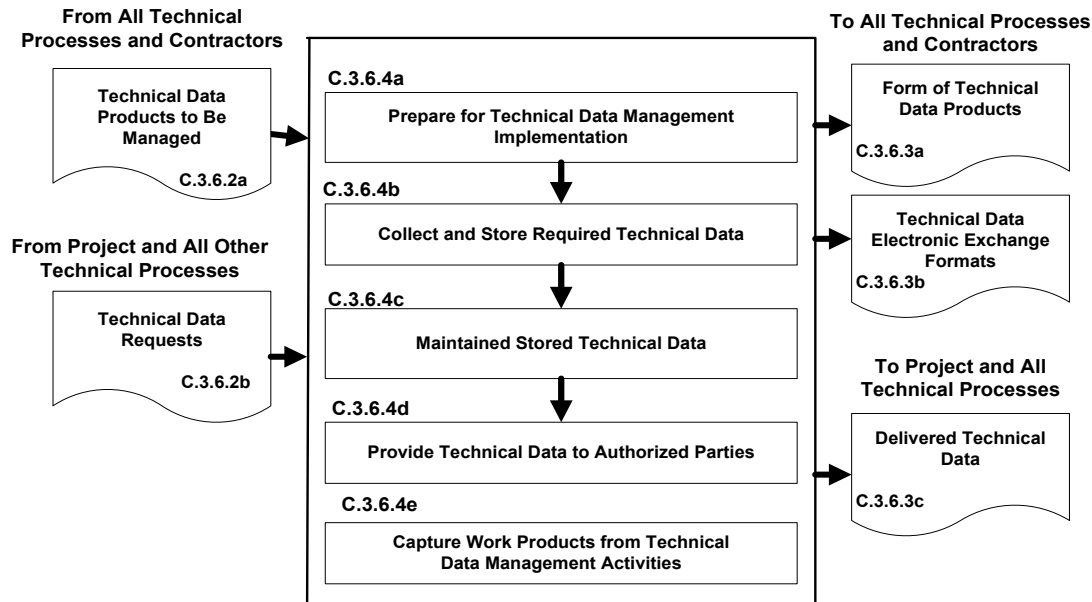 From All Technical
Processes and Contractors
Technical Data
Products to Be
Managed
C.3.6.2a
From Project and All Other
Technical Processes
Technical Data
Requests
C.3.6.2b
C.3.6.4a
Prepare for Technical Data Management
Implementation
C.3.6.4b
Collect and Store Required Technical Data
C.3.6.4c
Maintained Stored Technical Data
C.3.6.4d
Provide Technical Data to Authorized Parties
C.3.6.4e
Capture Work Products from Technical
Data Management Activities
To All Technical Processes
and Contractors
Form of Technical
Data Products
C.3.6.3a
Technical Data
Electronic Exchange
Formats
C.3.6.3b
To Project and All
Technical Processes
Delivered Technical
Data
C.3.6.3c